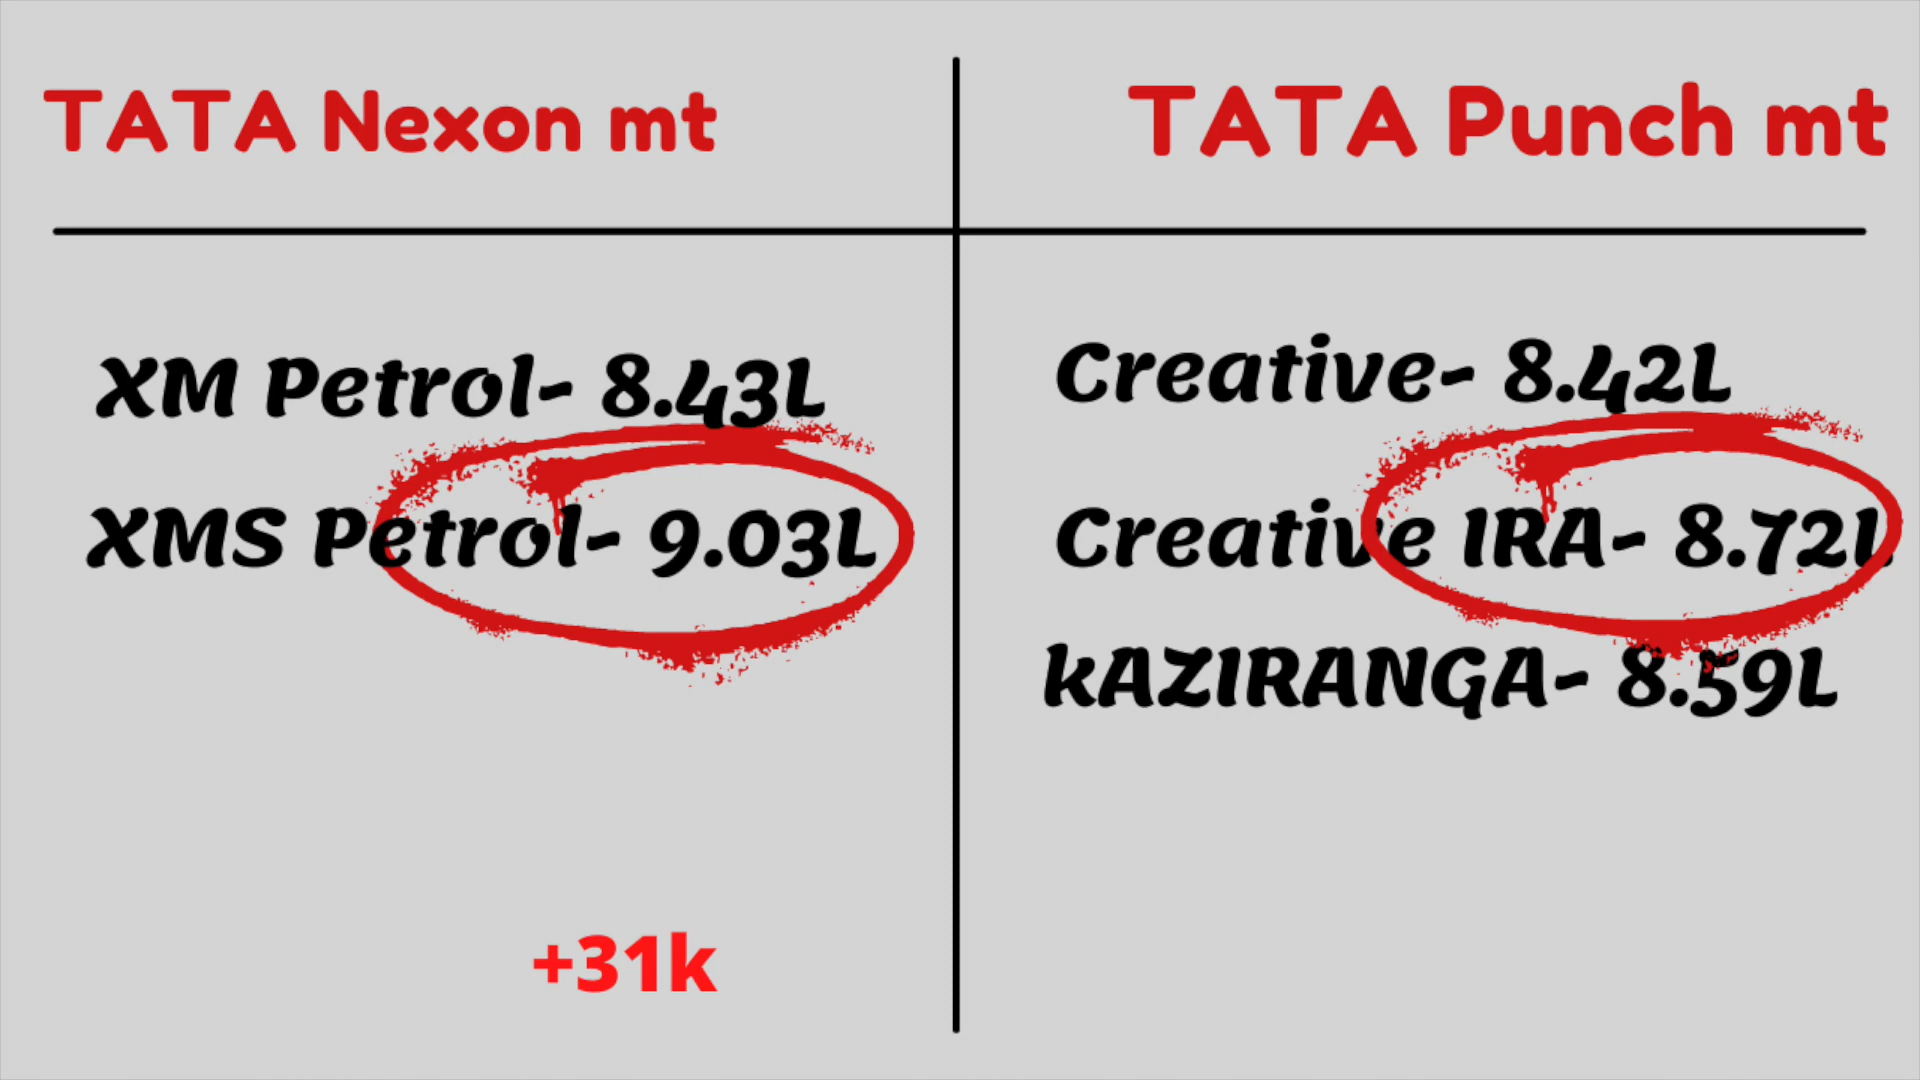 TATA Nexon mt
XM Petrol- 8.43L
XMS Petrol- 9.03L
+31k
TATA Punch mt
Creative- 8.42L
Creative IRA- 8.72L
kAZIRANGA- 8.59L